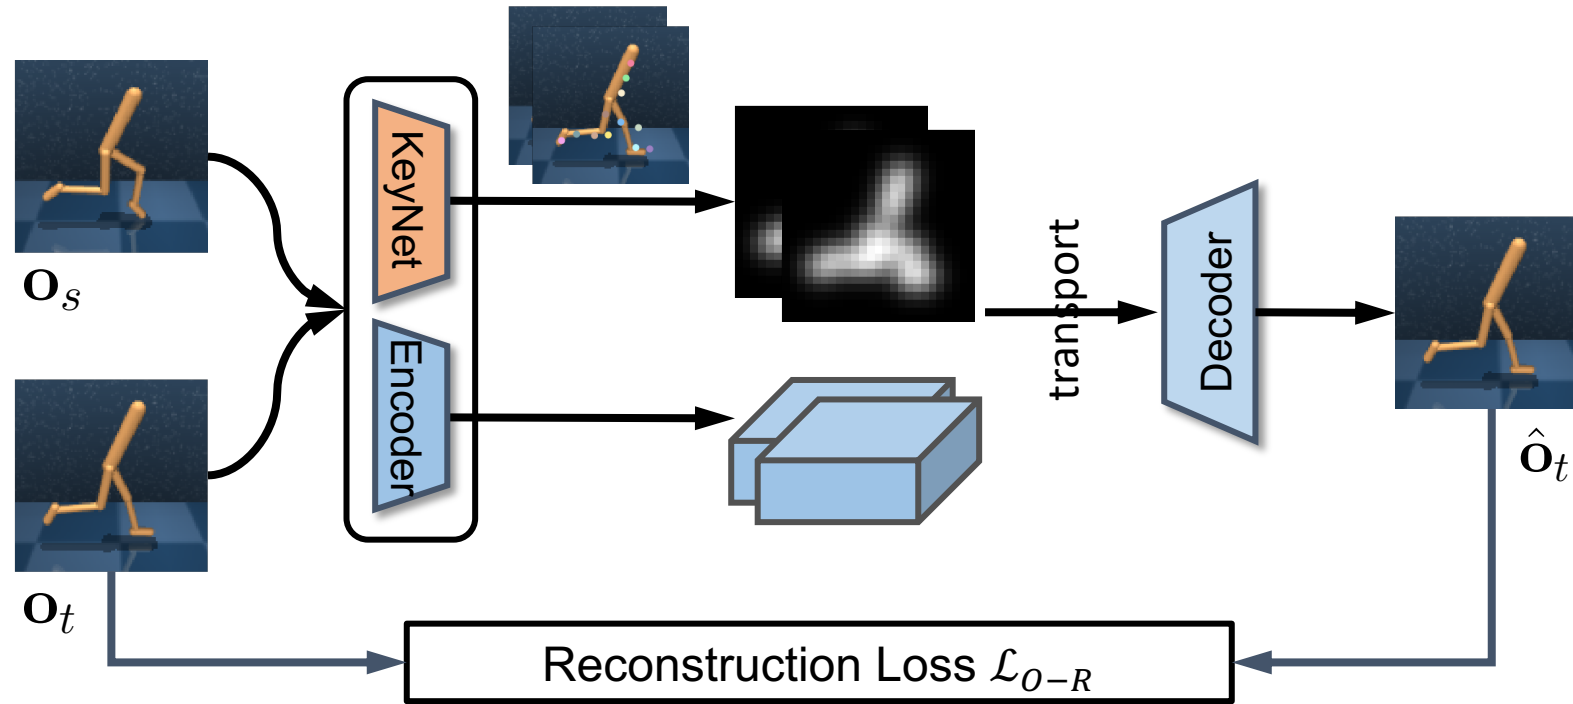 O_s
KeyNet
Encoder
transport
Decoder
Ô_t
O_t
Reconstruction Loss ℒ_{O−R}